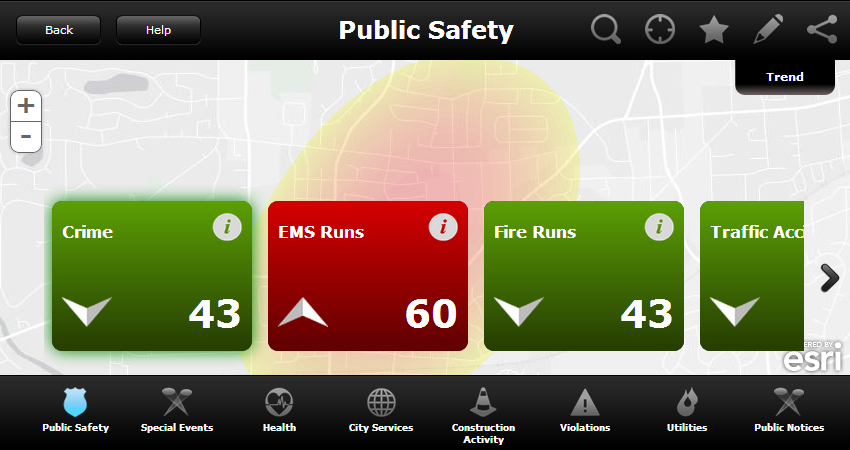 Back
Help
Public Safety
Trend
+
-
Crime
i
43
EMS Runs
i
60
Fire Runs
i
43
Traffic Acc
ERED BY
esri
Public Safety
Special Events
Health
City Services
Construction
Activity
Violations
Utilities
Public Notices